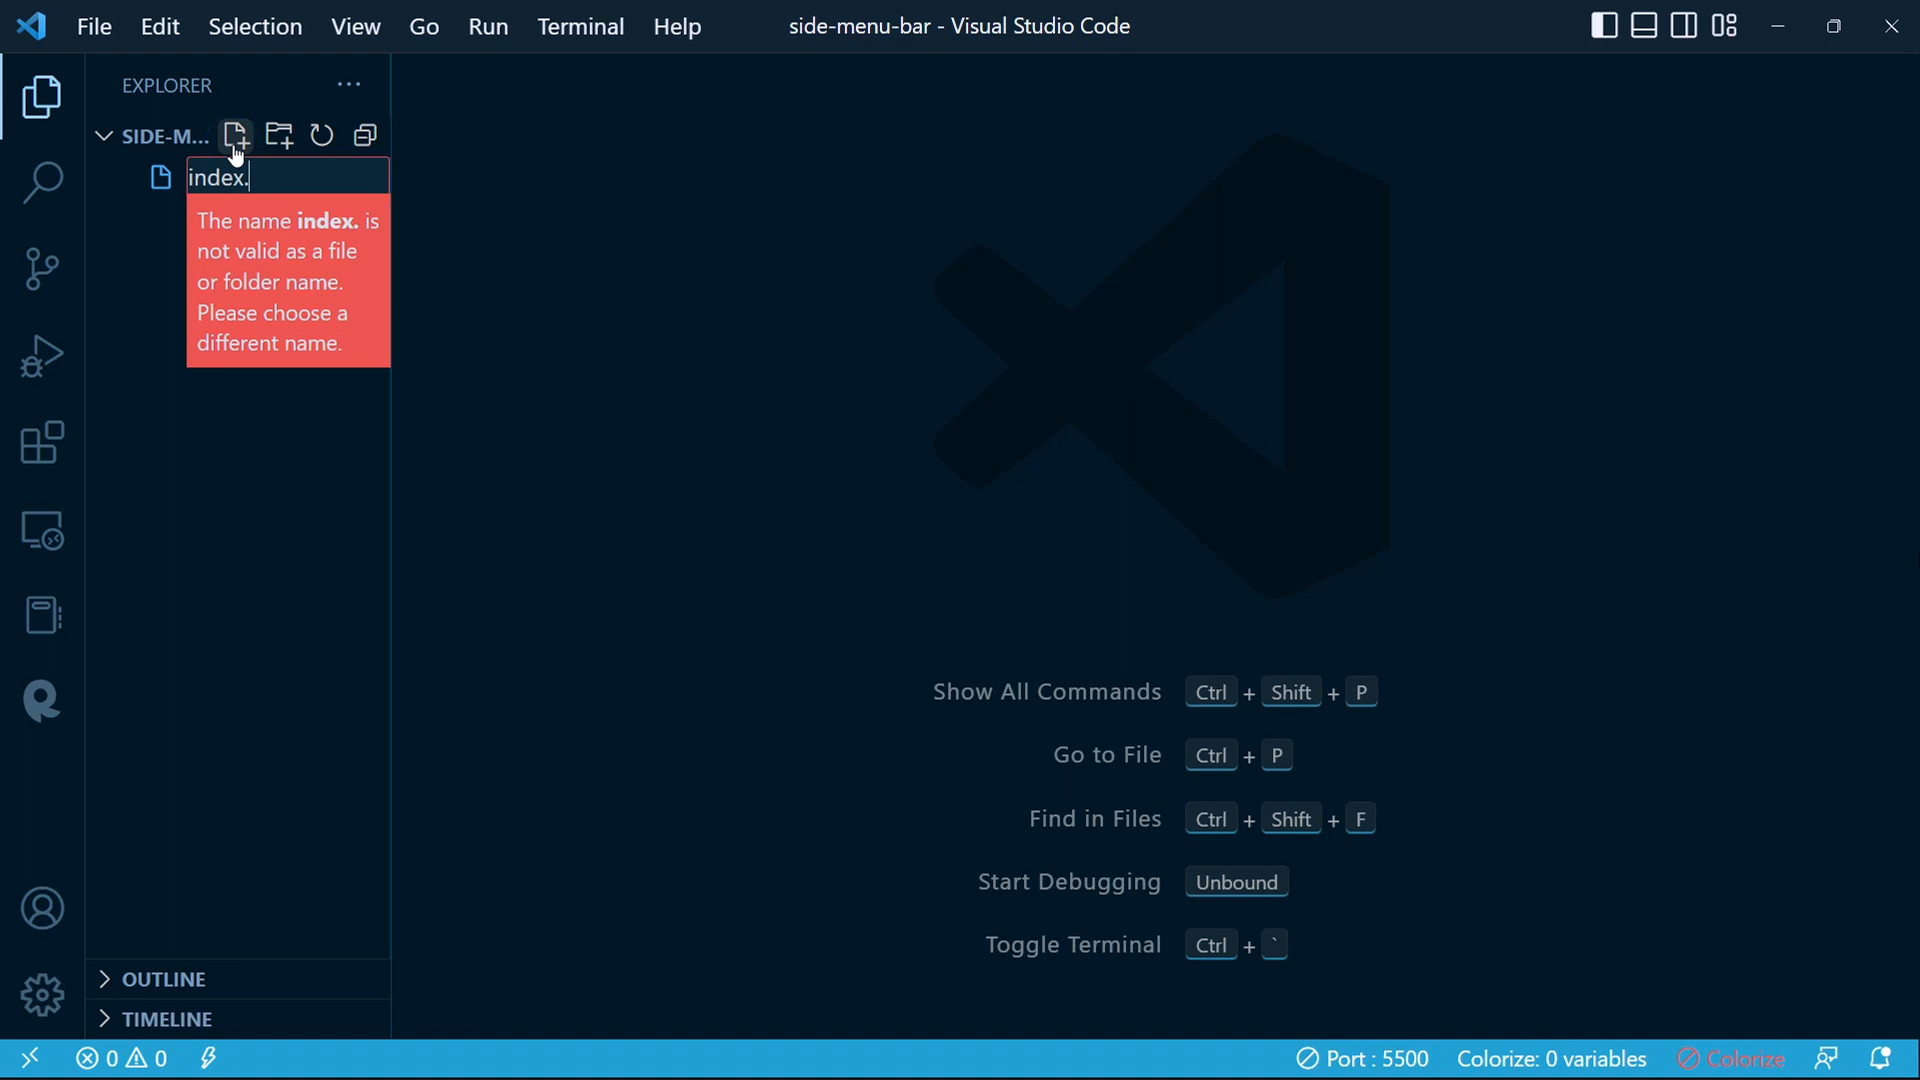 File Edit Selection View Go Run Terminal Help side-menu-bar - Visual Studio Code
EXPLORER
SIDE-M...
index.
The name index. is
not valid as a file
or folder name.
Please choose a
different name.
Show All Commands Ctrl + Shift + P
Go to File Ctrl + P
Find in Files Ctrl + Shift + F
Start Debugging Unbound
Toggle Terminal Ctrl + `
OUTLINE
TIMELINE
0 0 Port : 5500 Colorize: 0 variables Colorize